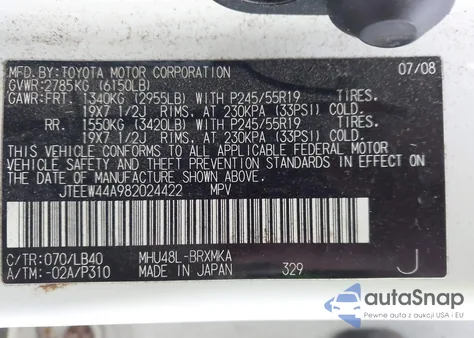 MFD.BY:TOYOTA MOTOR CORPORATION 07/08
GVWR:2785KG (6150LB)
GAWR:FRT. 1340KG (2955LB) WITH P245/55R19 TIRES.
19X7 1/2J RIMS, AT 230KPA (33PSI) COLD.
RR. 1550KG (3420LB) WITH P245/55R19 TIRES.
19X7 1/2J RIMS, AT 230KPA (33PSI) COLD.
THIS VEHICLE CONFORMS TO ALL APPLICABLE FEDERAL MOTOR
VEHICLE SAFETY AND THEFT PREVENTION STANDARDS IN EFFECT ON
THE DATE OF MANUFACTURE SHOWN ABOVE.
JTEEW44A982024422 MPV
C/TR:070/LB40 MHU48L-BRXMKA
A/TM:-02A/P310 MADE IN JAPAN 329 J
autoSnap
Pewne auta z aukcji USA i EU